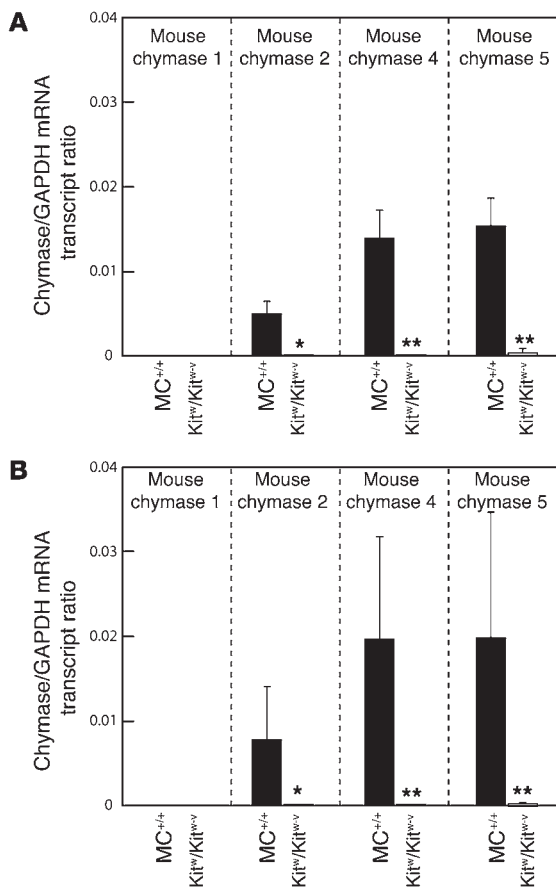 A
Mouse chymase 1
Mouse chymase 2
Mouse chymase 4
Mouse chymase 5
Chymase/GAPDH mRNA
transcript ratio
0.04
0.03
0.02
0.01
0
*
**
**
MC+/+
Kitw/Kitw-v
MC+/+
Kitw/Kitw-v
MC+/+
Kitw/Kitw-v
MC+/+
Kitw/Kitw-v
B
Mouse chymase 1
Mouse chymase 2
Mouse chymase 4
Mouse chymase 5
Chymase/GAPDH mRNA
transcript ratio
0.04
0.03
0.02
0.01
0
*
**
**
MC+/+
Kitw/Kitw-v
MC+/+
Kitw/Kitw-v
MC+/+
Kitw/Kitw-v
MC+/+
Kitw/Kitw-v